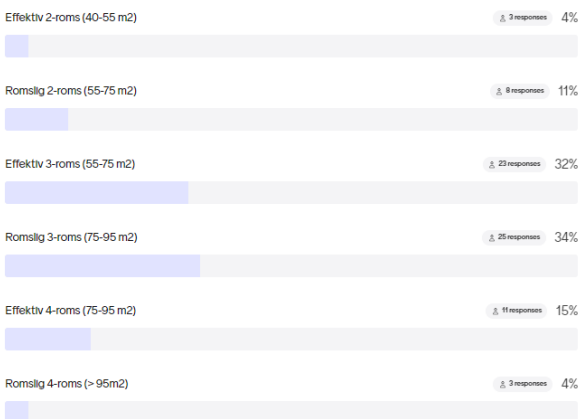 Effektiv 2-roms (40-55 m2) 3 responses 4%
Romslig 2-roms (55-75 m2) 8 responses 11%
Effektiv 3-roms (55-75 m2) 23 responses 32%
Romslig 3-roms (75-95 m2) 25 responses 34%
Effektiv 4-roms (75-95 m2) 11 responses 15%
Romslig 4-roms (> 95m2) 3 responses 4%